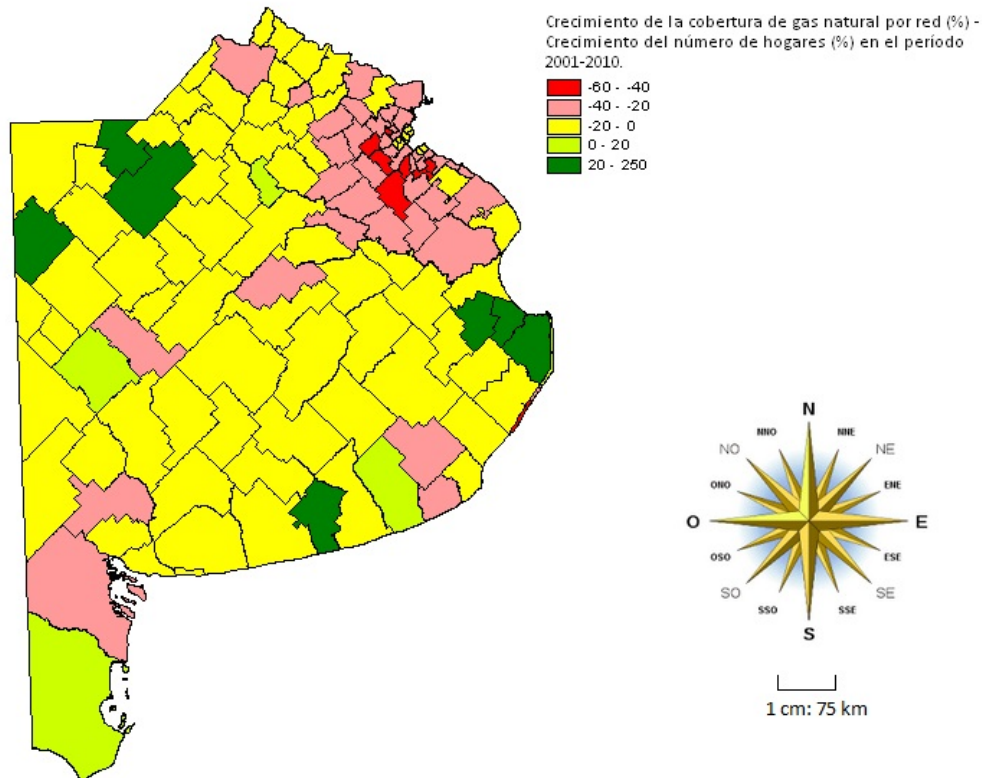 Crecimiento de la cobertura de gas natural por red (%) -
Crecimiento del número de hogares (%) en el período
2001-2010.
-60 - -40
-40 - -20
-20 - 0
0 - 20
20 - 250
N
NNO
NNE
NO
NE
ONO
ENE
O
E
OSO
ESE
SO
SE
SSO
SSE
S
1 cm: 75 km